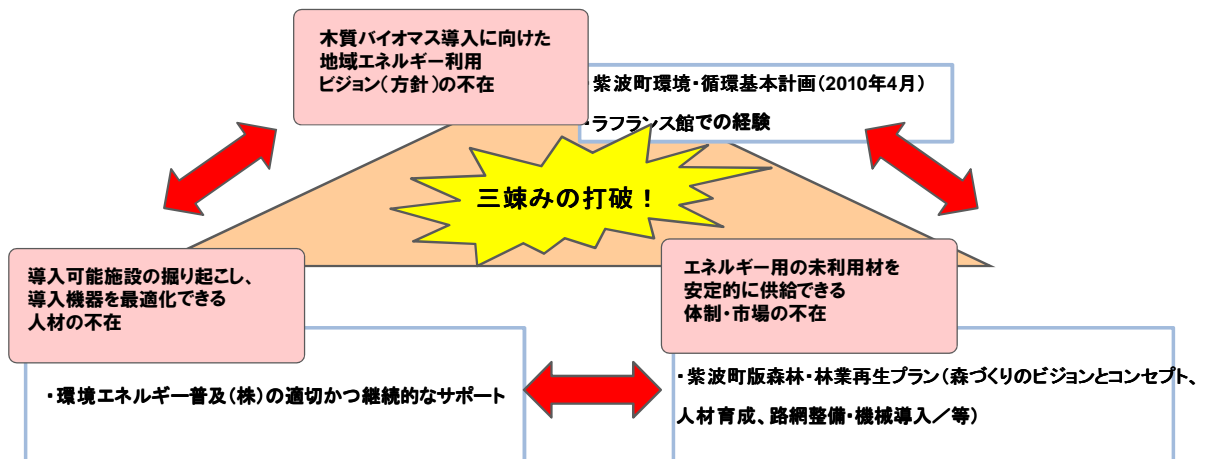 木質バイオマス導入に向けた
地域エネルギー利用
ビジョン(方針)の不在
・紫波町環境・循環基本計画(2010年4月)
・ラフランス館での経験
三竦みの打破!
導入可能施設の掘り起こし、
導入機器を最適化できる
人材の不在
・環境エネルギー普及(株)の適切かつ継続的なサポート
エネルギー用の未利用材を
安定的に供給できる
体制・市場の不在
・紫波町版森林・林業再生プラン(森づくりのビジョンとコンセプト、
人材育成、路網整備・機械導入/等)